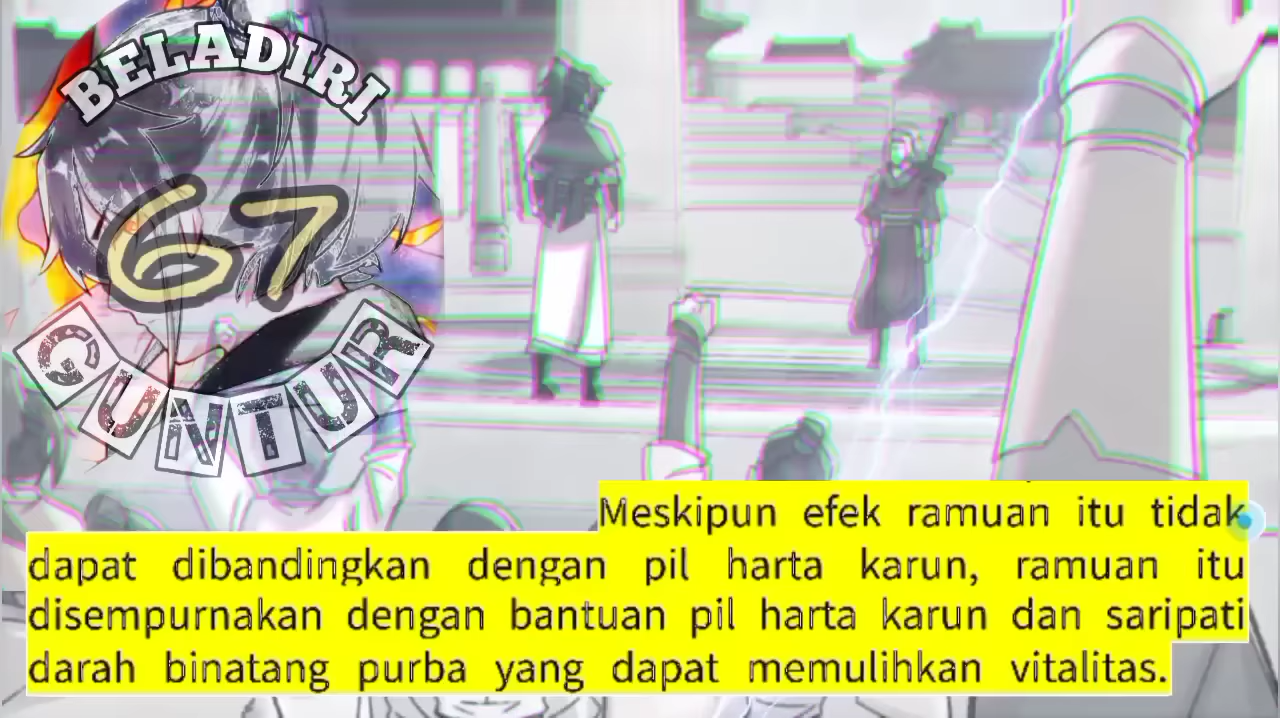 BELADIRI
67
GUNTUR
Meskipun efek ramuan itu tidak
dapat dibandingkan dengan pil harta karun, ramuan itu
disempurnakan dengan bantuan pil harta karun dan saripati
darah binatang purba yang dapat memulihkan vitalitas.